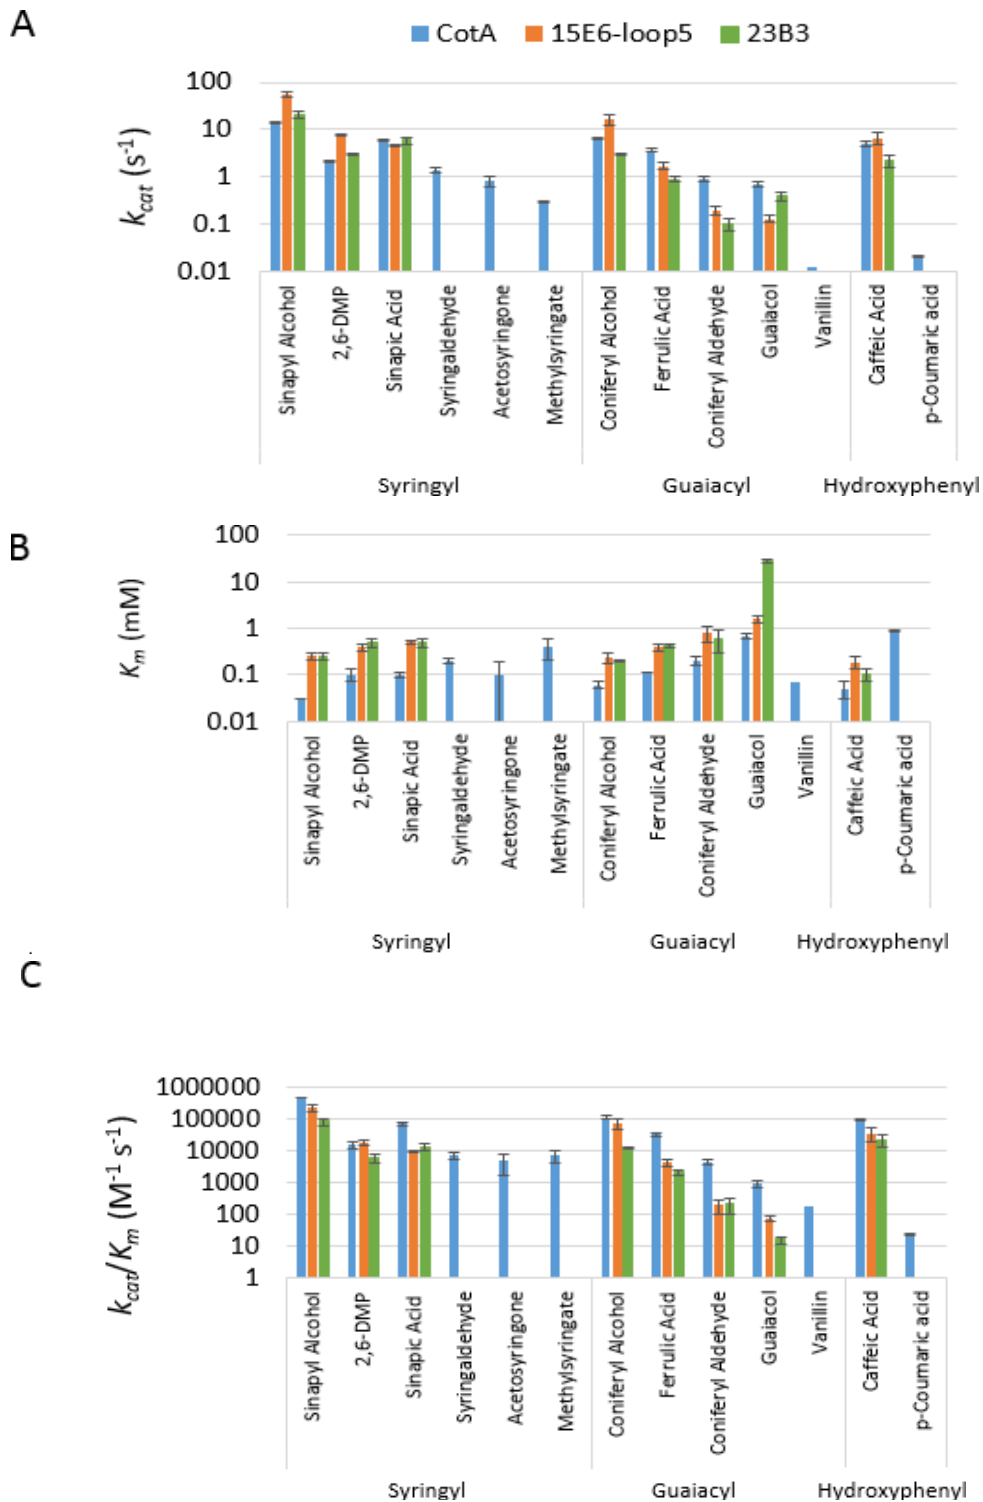 A
CotA 15E6-loop5 23B3
kcat (s-1)
100
10
1
0.1
0.01
Sinapyl Alcohol
2,6-DMP
Sinapic Acid
Syringaldehyde
Acetosyringone
Methylsyringate
Coniferyl Alcohol
Ferrulic Acid
Coniferyl Aldehyde
Guaiacol
Vanillin
Caffeic Acid
p-Coumaric acid
Syringyl Guaiacyl Hydroxyphenyl
B
Km (mM)
100
10
1
0.1
0.01
Sinapyl Alcohol
2,6-DMP
Sinapic Acid
Syringaldehyde
Acetosyringone
Methylsyringate
Coniferyl Alcohol
Ferrulic Acid
Coniferyl Aldehyde
Guaiacol
Vanillin
Caffeic Acid
p-Coumaric acid
Syringyl Guaiacyl Hydroxyphenyl
C
kcat/Km (M-1 s-1)
1000000
100000
10000
1000
100
10
1
Sinapyl Alcohol
2,6-DMP
Sinapic Acid
Syringaldehyde
Acetosyringone
Methylsyringate
Coniferyl Alcohol
Ferrulic Acid
Coniferyl Aldehyde
Guaiacol
Vanillin
Caffeic Acid
p-Coumaric acid
Syringyl Guaiacyl Hydroxyphenyl